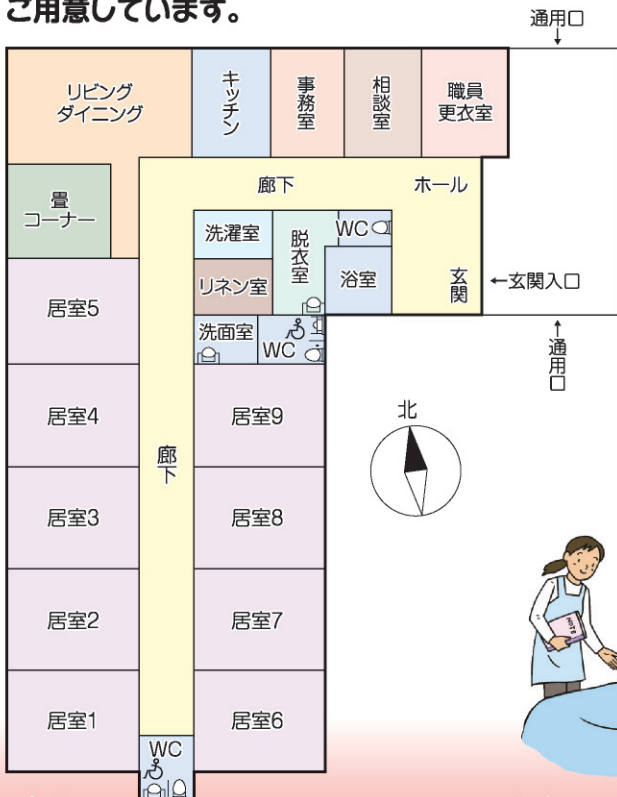 ご用意しています。
通用口
リビング
ダイニング
キッチン
事務室
相談室
職員
更衣室
廊下
ホール
畳
コーナー
洗濯室
脱衣室
WC
リネン室
浴室
玄関
←玄関入口
居室5
洗面室
WC
通用口
居室4
居室9
北
廊下
居室3
居室8
居室2
居室7
NOTE
居室1
居室6
WC